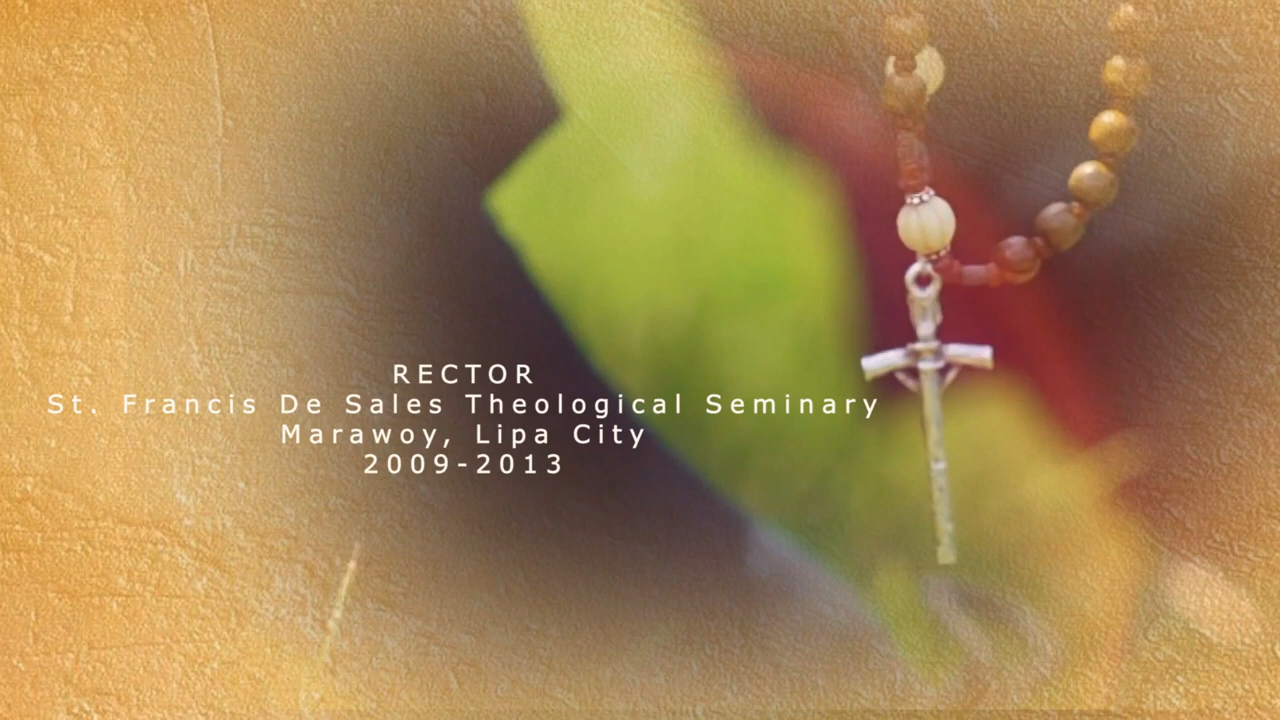 RECTOR
St. Francis De Sales Theological Seminary
Marawoy, Lipa City
2009-2013